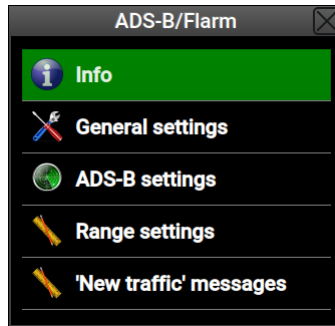 ADS-B/Flarm
Info
General settings
ADS-B settings
Range settings
'New traffic' messages